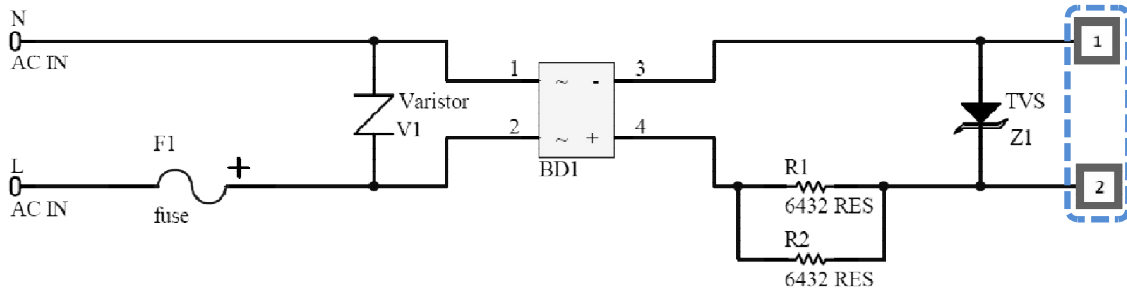 N
AC IN
L
AC IN
F1
+
fuse
Varistor
V1
1
2
~ -
~ +
BD1
3
4
R1
6432 RES
R2
6432 RES
TVS
Z1
1
2